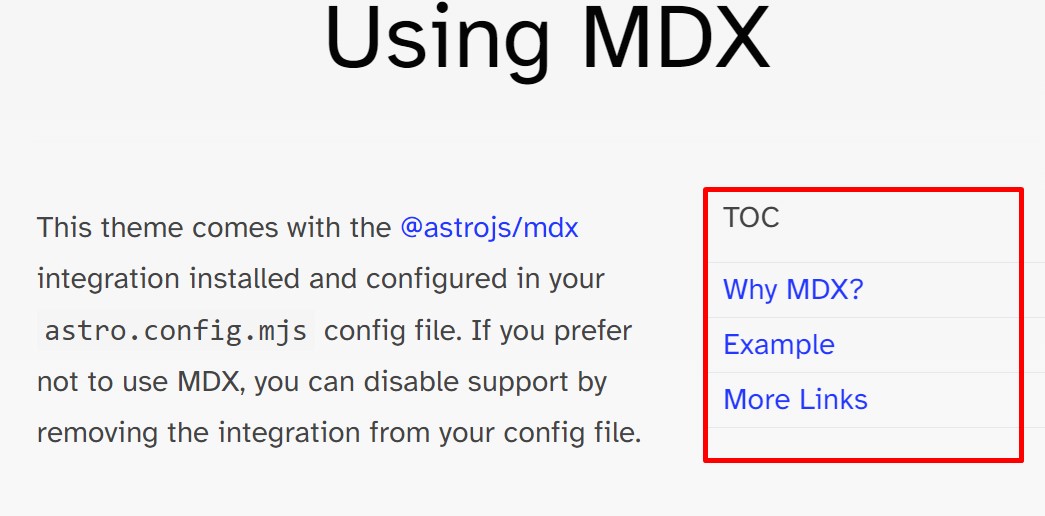 Using MDX
This theme comes with the @astrojs/mdx
integration installed and configured in your
astro.config.mjs config file. If you prefer
not to use MDX, you can disable support by
removing the integration from your config file.
TOC
Why MDX?
Example
More Links